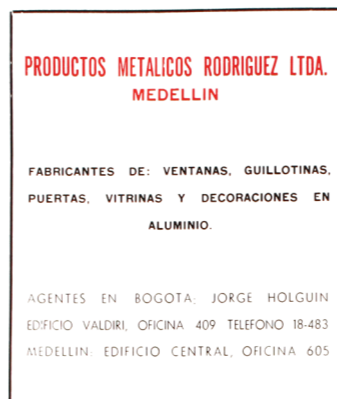 PRODUCTOS METALICOS RODRIGUEZ LTDA.
MEDELLIN
FABRICANTES DE: VENTANAS, GUILLOTINAS,
PUERTAS, VITRINAS Y DECORACIONES EN
ALUMINIO.
AGENTES EN BOGOTA: JORGE HOLGUIN
EDIFICIO VALDIRI, OFICINA 409 TELEFONO 18-483
MEDELLIN: EDIFICIO CENTRAL, OFICINA 605